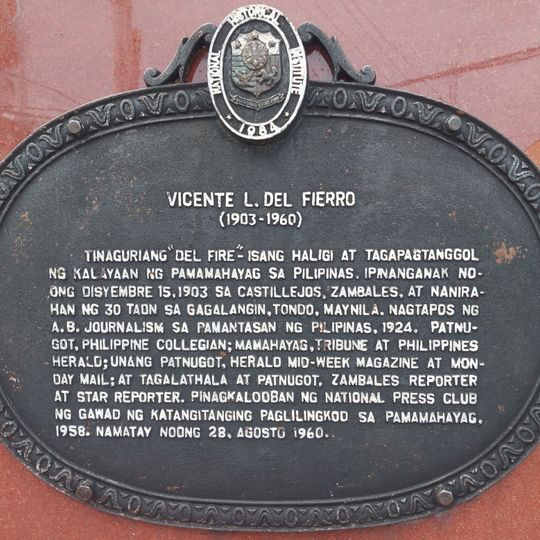 NATIONAL HISTORICAL INSTITUTE
1984
VICENTE L. DEL FIERRO
(1903-1960)
TINAGURIANG "DEL FIRE"-ISANG HALIGI AT TAGAPAGTANGGOL
NG KALAYAAN NG PAMAMAHAYAG SA PILIPINAS. IPINANGANAK NO-
ONG DISYEMBRE 15, 1903 SA CASTILLEJOS, ZAMBALES, AT NANIRA-
HAN NG 30 TAON SA GAGALANGIN, TONDO, MAYNILA. NAGTAPOS NG
A.B. JOURNALISM SA PAMANTASAN NG PILIPINAS, 1924. PATNU-
GOT, PHILIPPINE COLLEGIAN; MAMAHAYAG, TRIBUNE AT PHILIPPINES
HERALD; UNANG PATNUGOT, HERALD MID-WEEK MAGAZINE AT MON-
DAY MAIL; AT TAGALATHALA AT PATNUGOT, ZAMBALES REPORTER
AT STAR REPORTER. PINAGKALOOBAN NG NATIONAL PRESS CLUB
NG GAWAD NG KATANGITANGING PAGLILINGKOD SA PAMAMAHAYAG.
1958. NAMATAY NOONG 28, AGOSTO 1960.